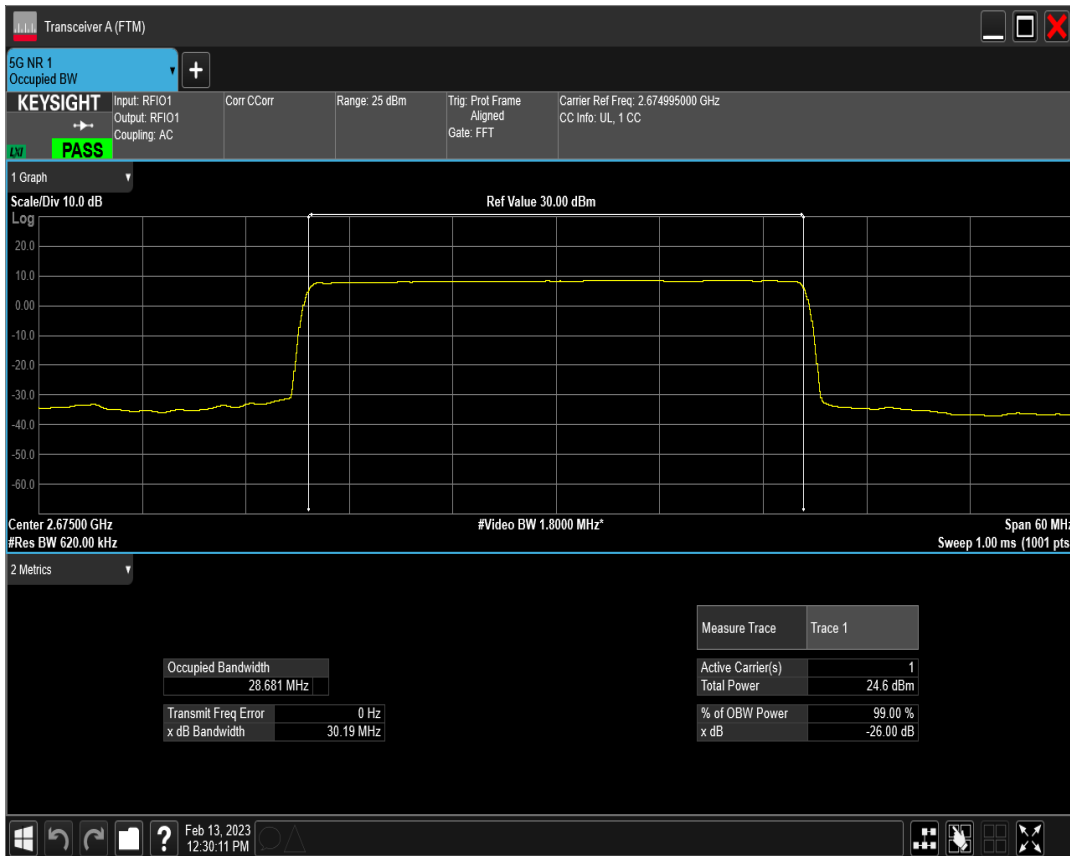 Transceiver A (FTM)
5G NR 1
Occupied BW
+
KEYSIGHT
LXI
PASS
Input: RFIO1
Output: RFIO1
Coupling: AC
Corr CCorr
Range: 25 dBm
Trig: Prot Frame
Aligned
Gate: FFT
Carrier Ref Freq: 2.674995000 GHz
CC Info: UL, 1 CC
1 Graph
Scale/Div 10.0 dB
Ref Value 30.00 dBm
Log
20.0
10.0
0.00
-10.0
-20.0
-30.0
-40.0
-50.0
-60.0
Center 2.67500 GHz
#Video BW 1.8000 MHz*
Span 60 MHz
#Res BW 620.00 kHz
Sweep 1.00 ms (1001 pts
2 Metrics
Measure Trace Trace 1
Occupied Bandwidth
28.681 MHz
Active Carrier(s) 1
Total Power 24.6 dBm
Transmit Freq Error 0 Hz
x dB Bandwidth 30.19 MHz
% of OBW Power 99.00 %
x dB -26.00 dB
?
Feb 13, 2023
12:30:11 PM